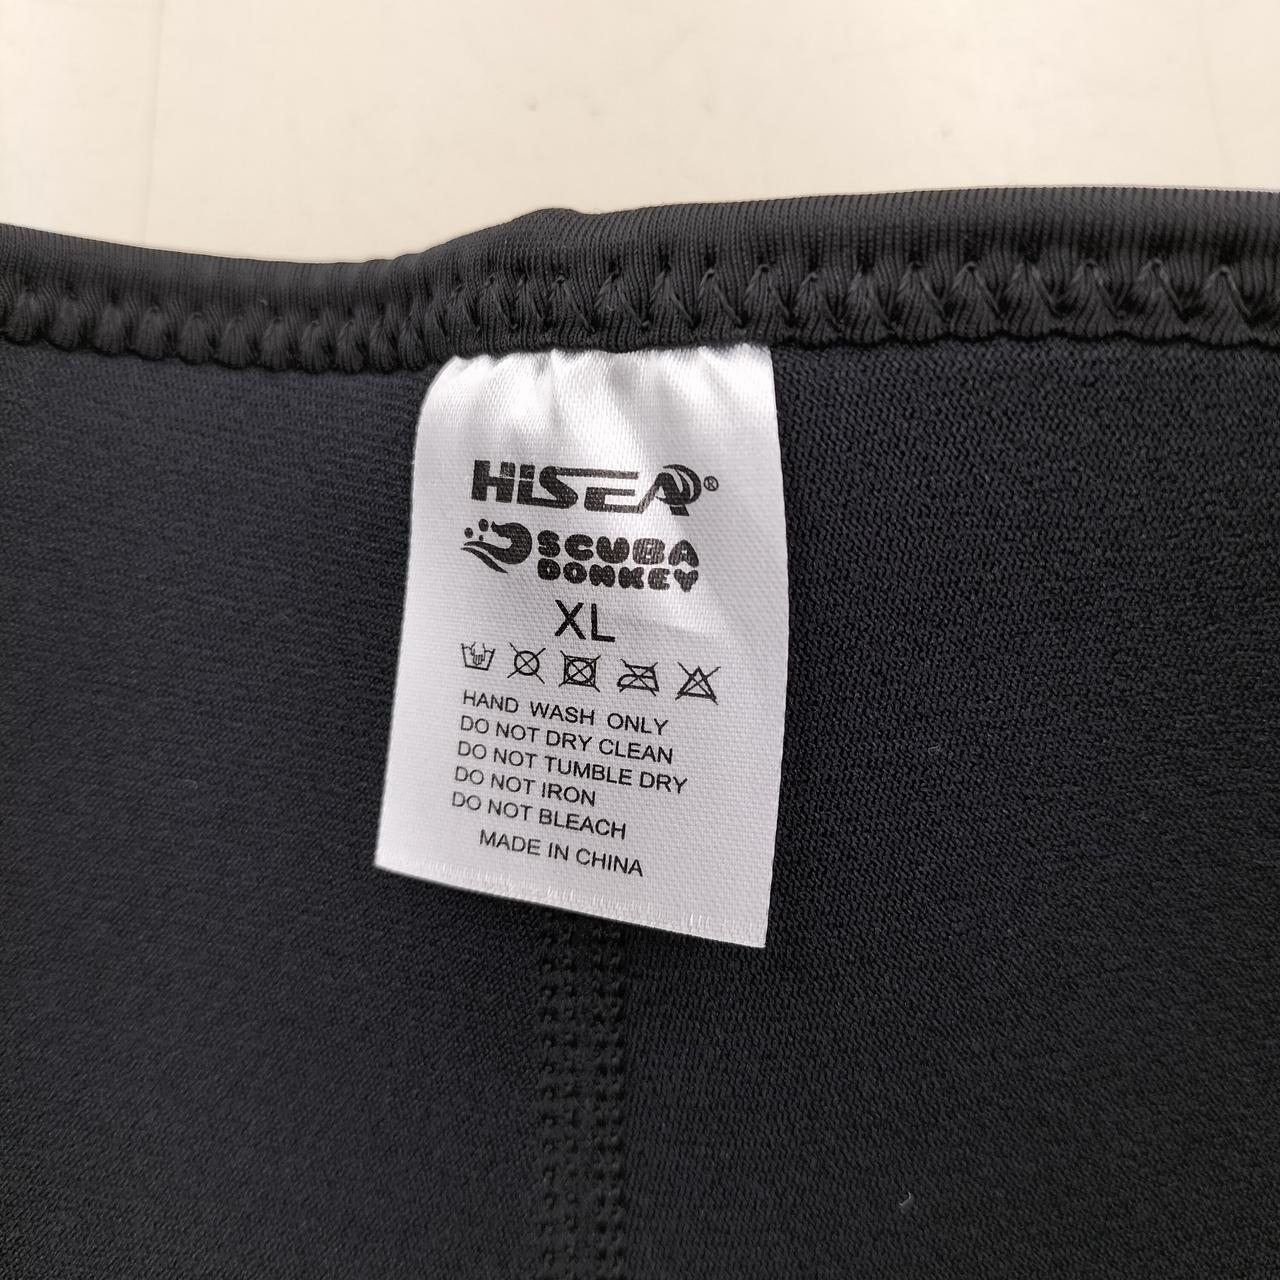 HISEA®
SCUBA
DONKEY
XL
HAND WASH ONLY
DO NOT DRY CLEAN
DO NOT TUMBLE DRY
DO NOT IRON
DO NOT BLEACH
MADE IN CHINA